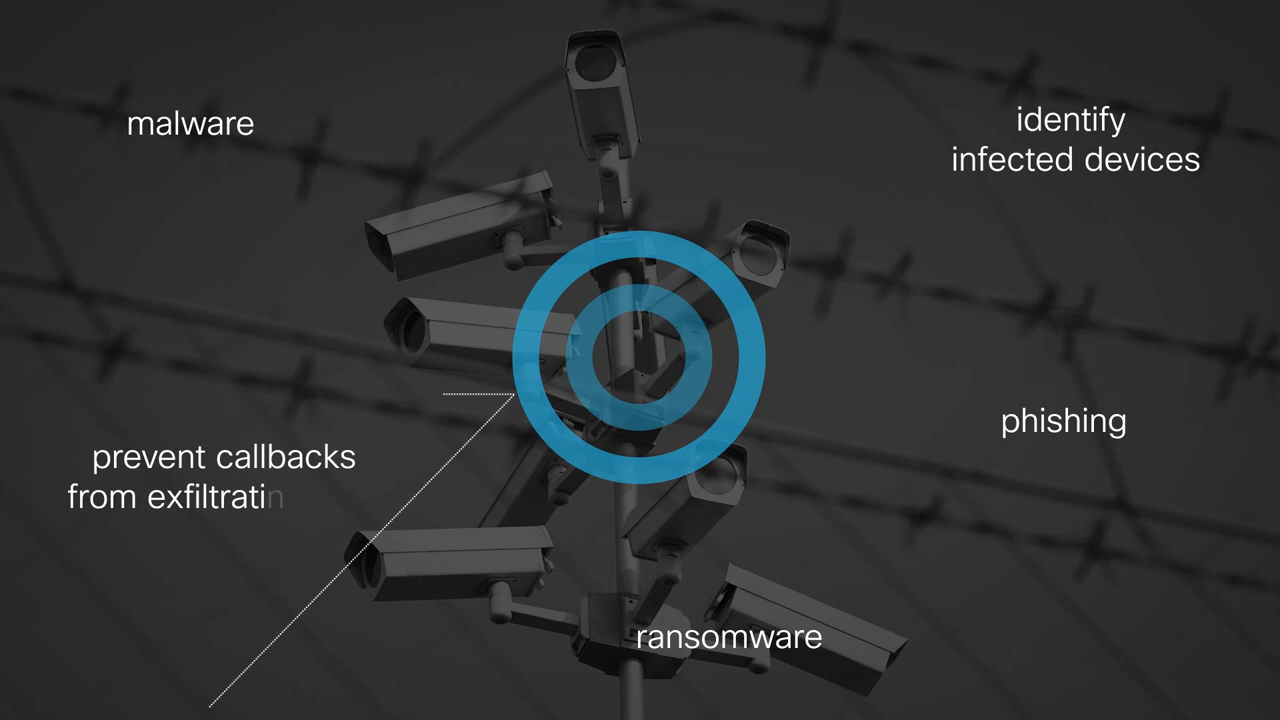 malware
identify
infected devices
phishing
prevent callbacks
from exfiltratin
ransomware